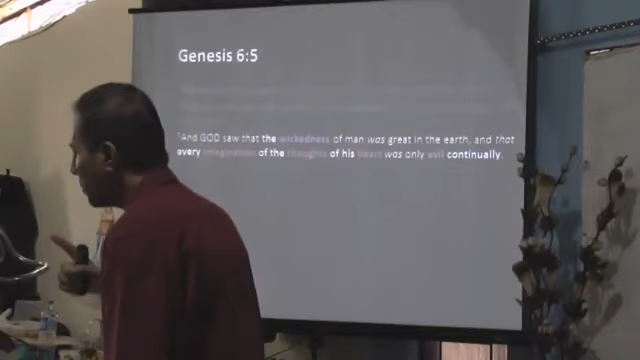 Genesis 6:5
⁵And GOD saw that the wickedness of man was great in the earth, and that
every imagination of the thoughts of his heart was only evil continually.